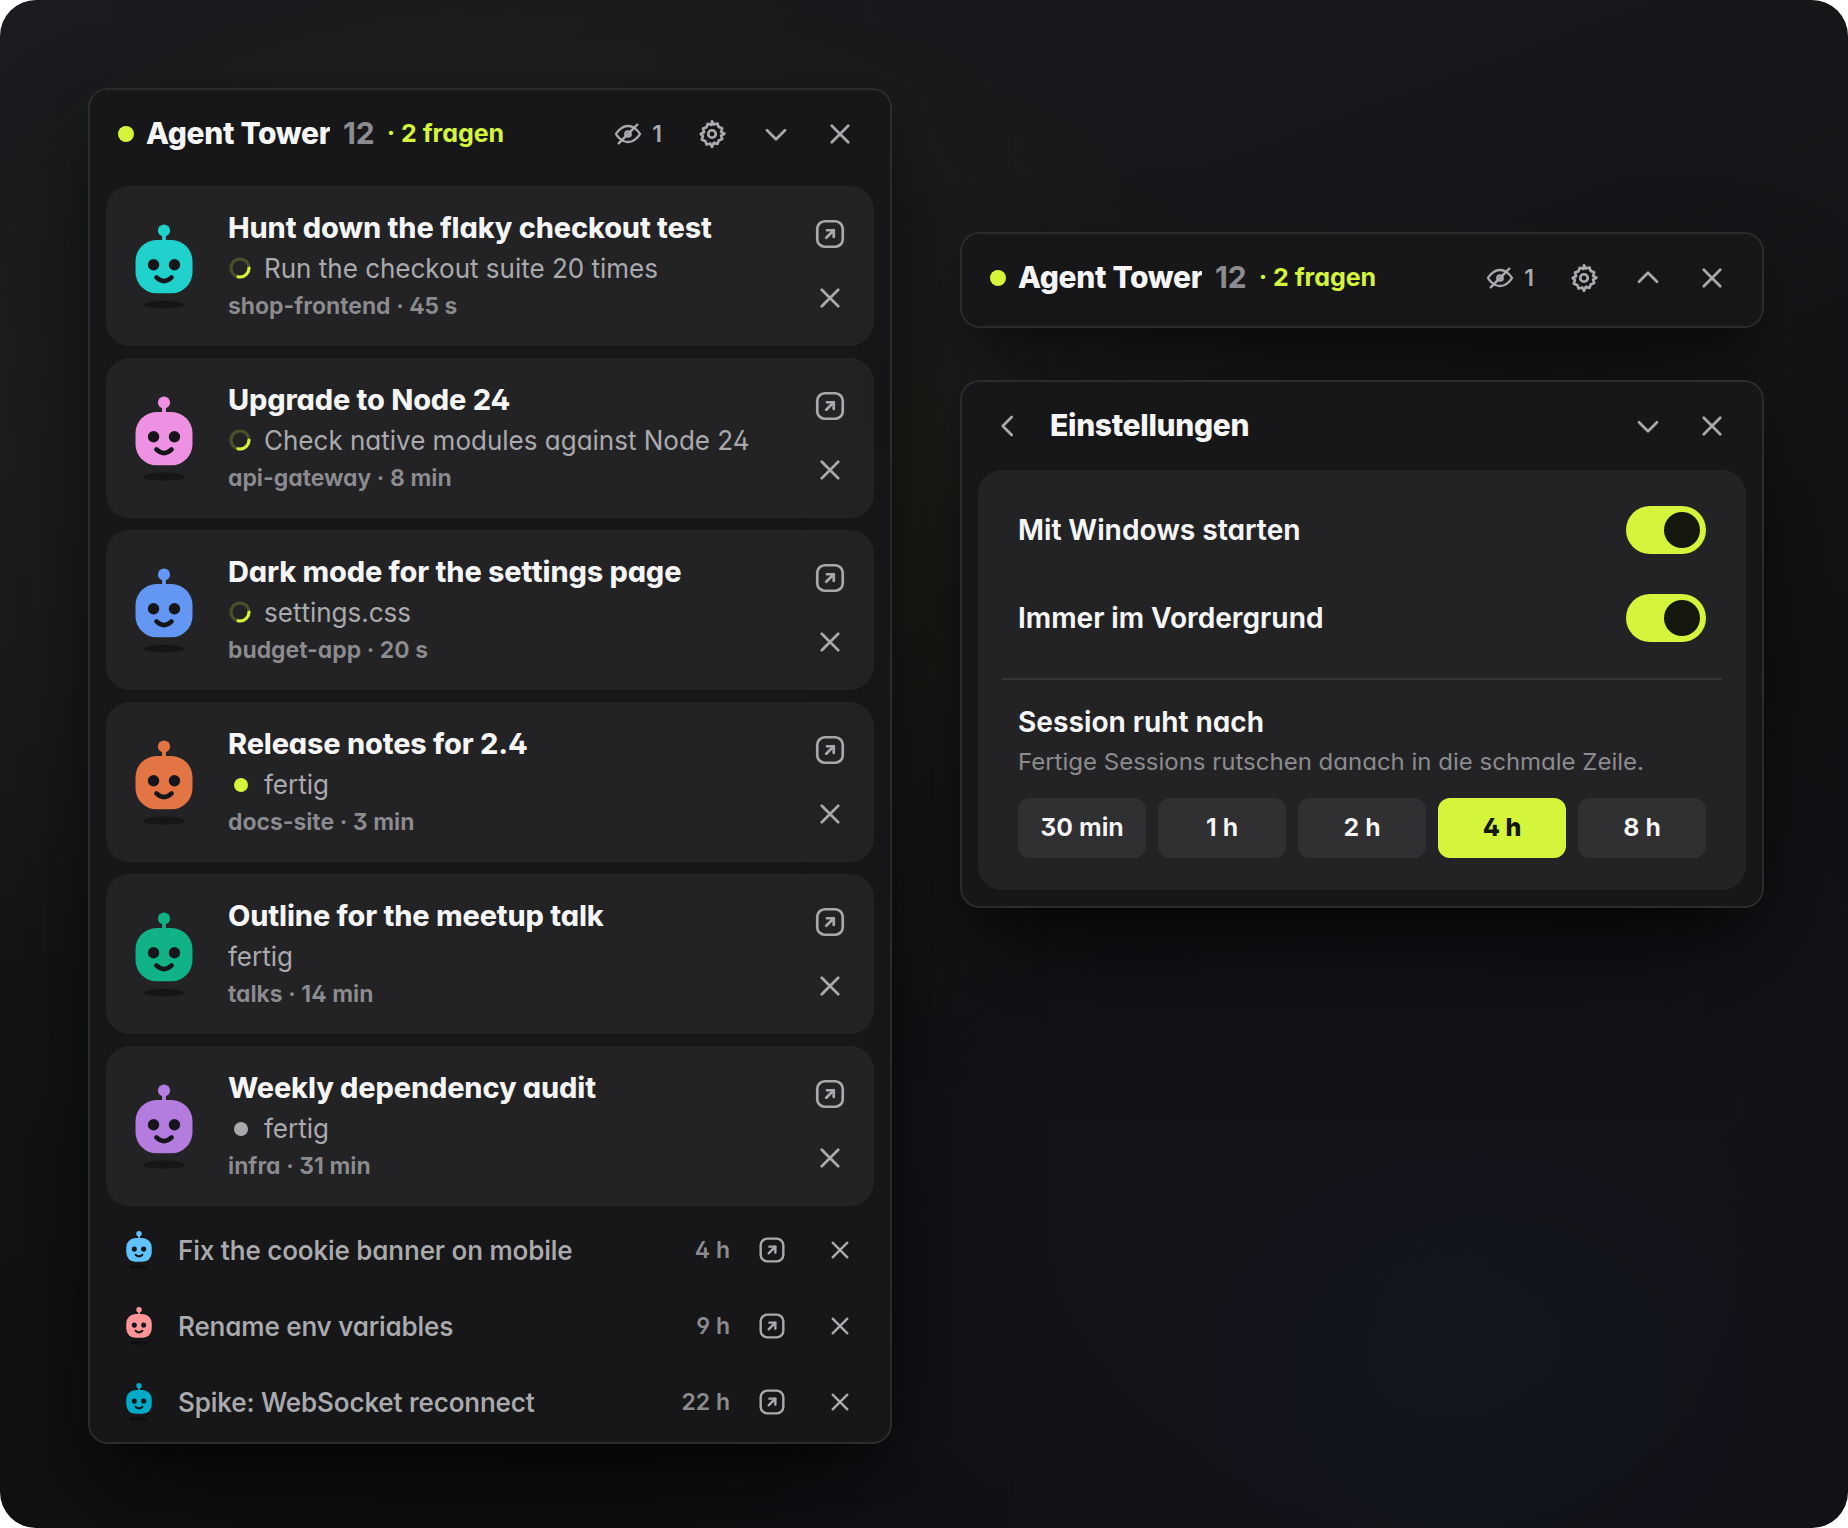 Agent Tower 12 · 2 fragen 1
Hunt down the flaky checkout test
Run the checkout suite 20 times
shop-frontend · 45 s
Upgrade to Node 24
Check native modules against Node 24
api-gateway · 8 min
Dark mode for the settings page
settings.css
budget-app · 20 s
Release notes for 2.4
fertig
docs-site · 3 min
Outline for the meetup talk
fertig
talks · 14 min
Weekly dependency audit
fertig
infra · 31 min
Fix the cookie banner on mobile 4 h
Rename env variables 9 h
Spike: WebSocket reconnect 22 h
Agent Tower 12 · 2 fragen 1
Einstellungen
Mit Windows starten
Immer im Vordergrund
Session ruht nach
Fertige Sessions rutschen danach in die schmale Zeile.
30 min 1 h 2 h 4 h 8 h